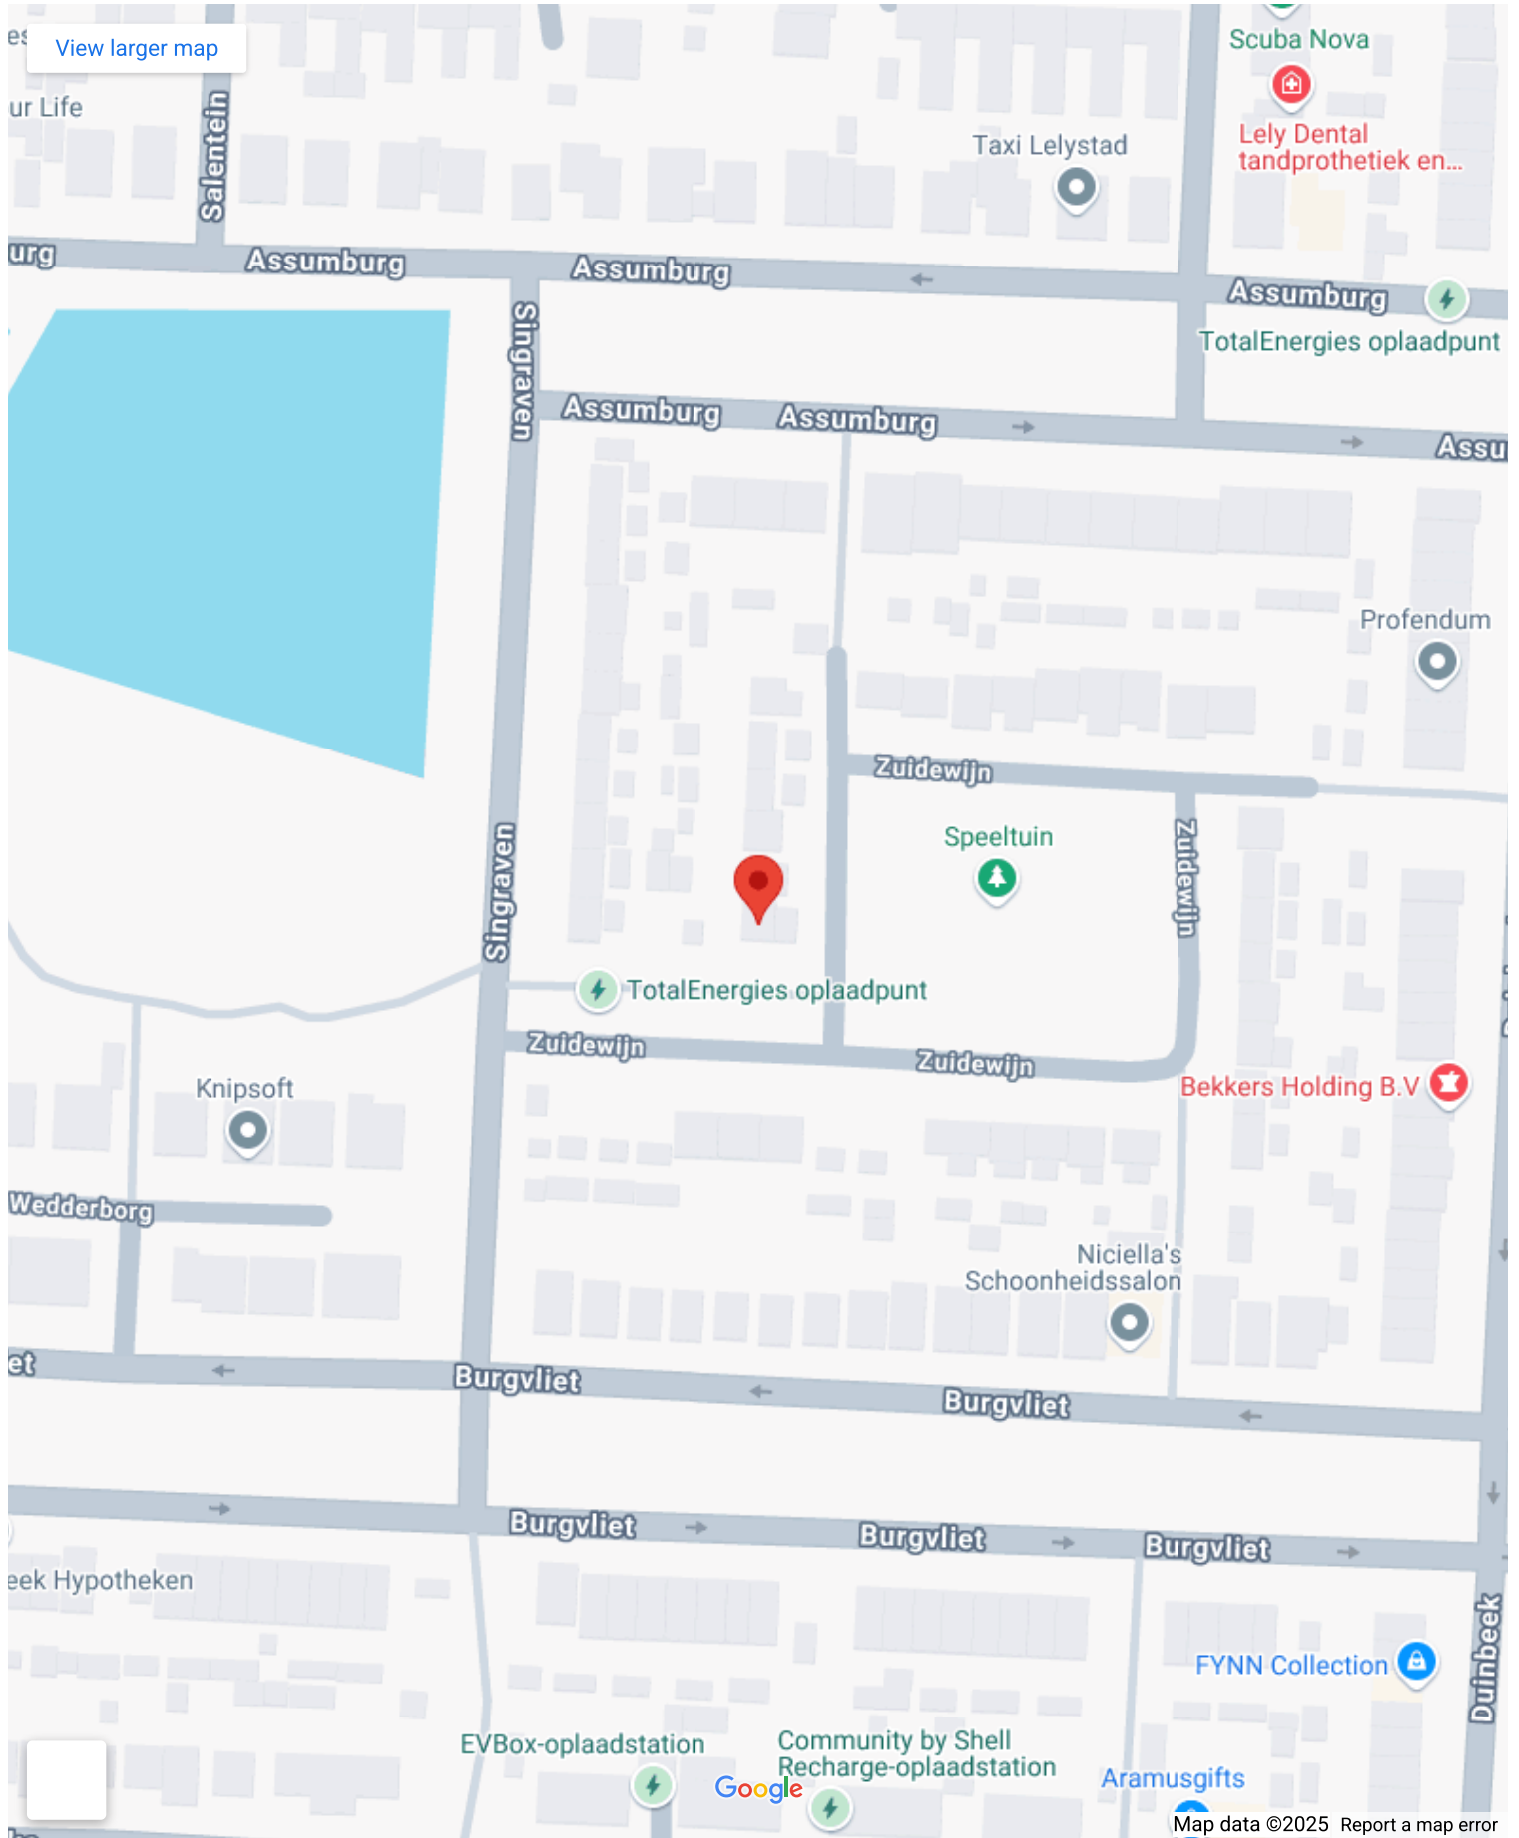 View larger map
Scuba Nova
ur Life
Salentein
Taxi Lelystad
Lely Dental
tandprothetiek en...
urg
Assumburg
Assumburg
Assumburg
TotalEnergies oplaadpunt
Singraven
Assumburg
Assumburg
Assu
Profendum
Zuidewijn
Speeltuin
Zuidewijn
Singraven
TotalEnergies oplaadpunt
Zuidewijn
Zuidewijn
Knipsoft
Bekkers Holding B.V
Wedderborg
Niciella's
Schoonheidssalon
et
Burgvliet
Burgvliet
Burgvliet
Burgvliet
Burgvliet
eek Hypotheken
Duinbeek
FYNN Collection
EVBox-oplaadstation
Community by Shell
Recharge-oplaadstation
Google
Aramusgifts
Map data ©2025 Report a map error